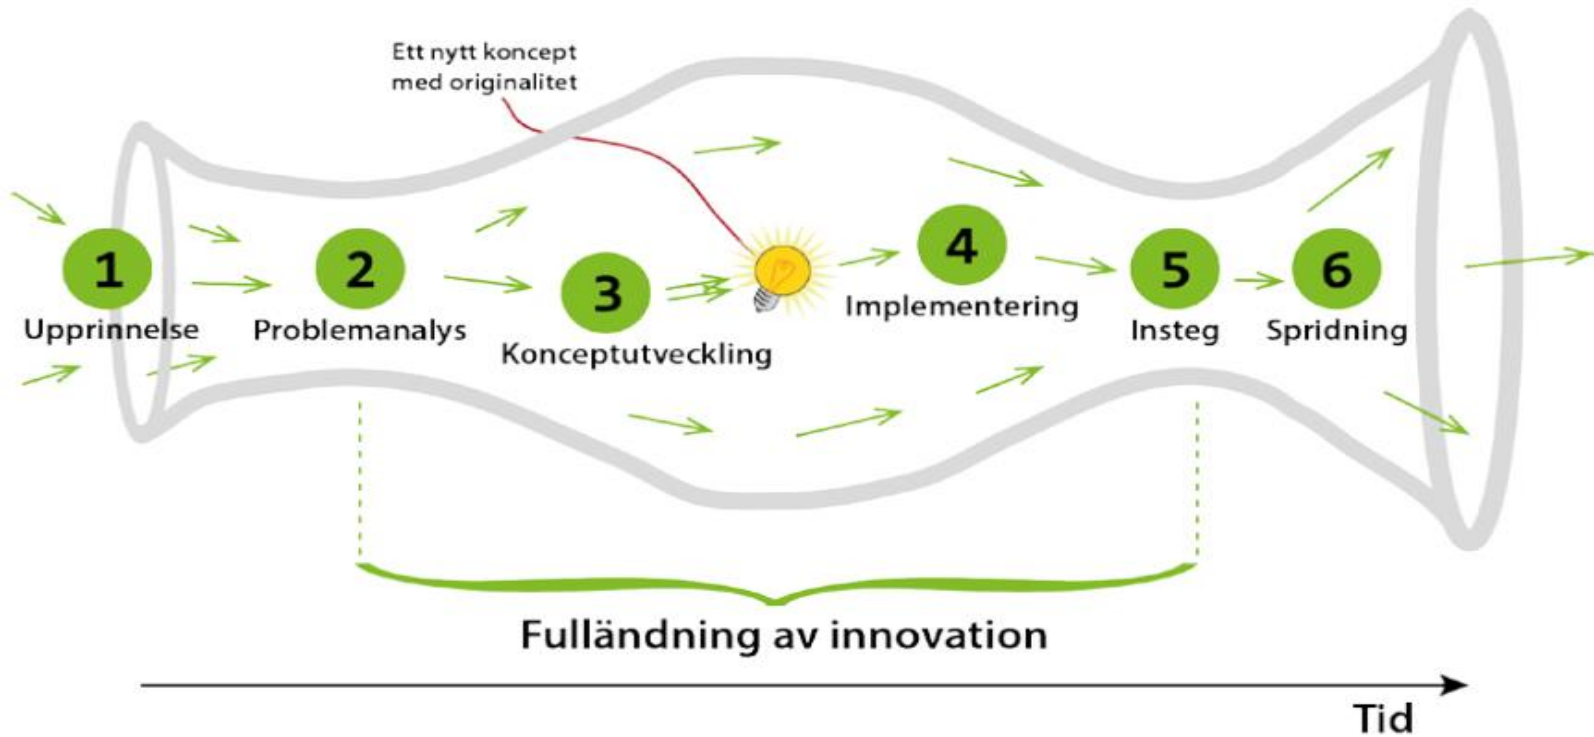 Ett nytt koncept
med originalitet
1
Upprinnelse
2
Problemanalys
3
Konceptutveckling
4
Implementering
5
Insteg
6
Spridning
Fulländning av innovation
Tid